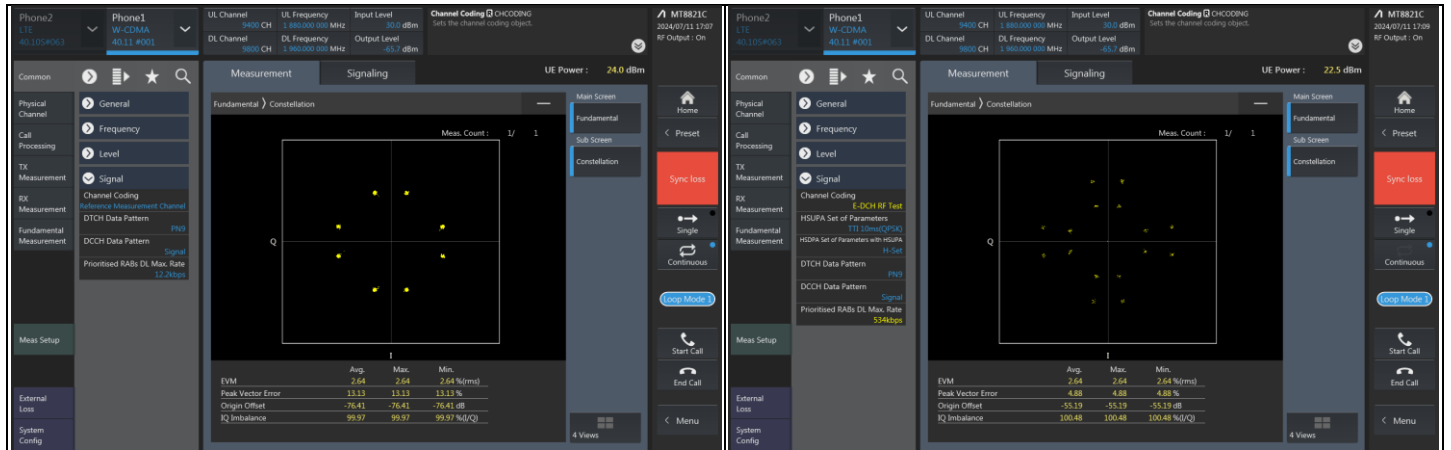 Phone2
LTE
40.10S#063
Phone1
W-CDMA
40.11 #001
UL Channel
9400 CH
UL Frequency
1 880.000 000 MHz
Input Level
30.0 dBm
DL Channel
9800 CH
DL Frequency
1 960.000 000 MHz
Output Level
-65.7 dBm
Channel Coding CHCODING
Sets the channel coding object.
MT8821C
2024/07/11 17:07
RF Output : On
Common
Physical
Channel
Call
Processing
TX
Measurement
RX
Measurement
Fundamental
Measurement
Meas Setup
External
Loss
System
Config
General
Frequency
Level
Signal
Channel Coding
Reference Measurement Channel
DTCH Data Pattern
PN9
DCCH Data Pattern
Signal
Prioritised RABs DL Max. Rate
12.2kbps
Measurement
Signaling
UE Power : 24.0 dBm
Fundamental Constellation
Meas. Count : 1/ 1
Q
I
Avg. Max. Min.
EVM 2.64 2.64 2.64 %(rms)
Peak Vector Error 13.13 13.13 13.13 %
Origin Offset -76.41 -76.41 -76.41 dB
IQ Imbalance 99.97 99.97 99.97 %(I/Q)
Main Screen
Fundamental
Sub Screen
Constellation
4 Views
Home
Preset
Sync loss
Single
Continuous
Loop Mode 1
Start Call
End Call
Menu
Phone2
LTE
40.10S#063
Phone1
W-CDMA
40.11 #001
UL Channel
9400 CH
UL Frequency
1 880.000 000 MHz
Input Level
30.0 dBm
DL Channel
9800 CH
DL Frequency
1 960.000 000 MHz
Output Level
-65.7 dBm
Channel Coding CHCODING
Sets the channel coding object.
MT8821C
2024/07/11 17:09
RF Output : On
Common
Physical
Channel
Call
Processing
TX
Measurement
RX
Measurement
Fundamental
Measurement
Meas Setup
External
Loss
System
Config
General
Frequency
Level
Signal
Channel Coding
E-DCH RF Test
HSUPA Set of Parameters
TTI 10ms(QPSK)
HSDPA Set of Parameters with HSUPA
H-Set
DTCH Data Pattern
PN9
DCCH Data Pattern
Signal
Prioritised RABs DL Max. Rate
534kbps
Measurement
Signaling
UE Power : 22.5 dBm
Fundamental Constellation
Meas. Count : 1/ 1
Q
I
Avg. Max. Min.
EVM 2.64 2.64 2.64 %(rms)
Peak Vector Error 4.88 4.88 4.88 %
Origin Offset -55.19 -55.19 -55.19 dB
IQ Imbalance 100.48 100.48 100.48 %(I/Q)
Main Screen
Fundamental
Sub Screen
Constellation
4 Views
Home
Preset
Sync loss
Single
Continuous
Loop Mode 1
Start Call
End Call
Menu